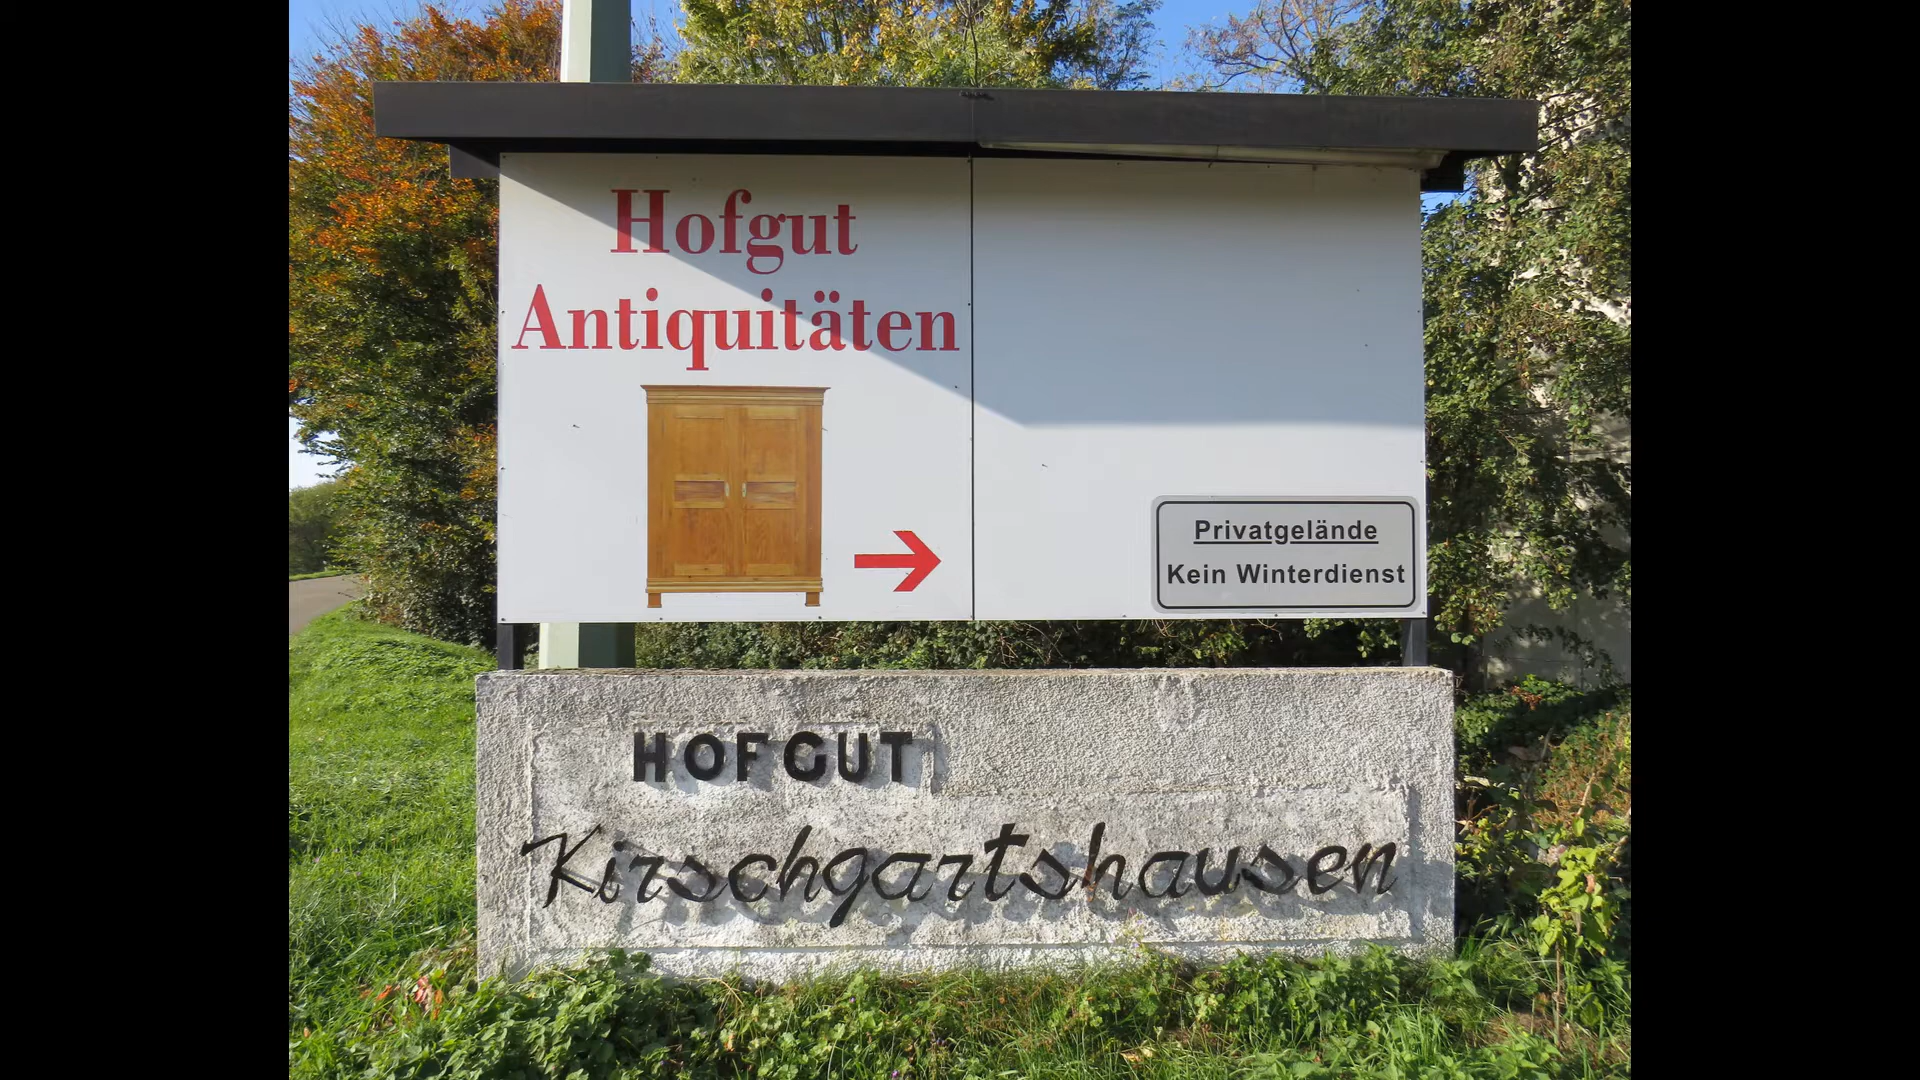 Hofgut
Antiquitäten
Privatgelände
Kein Winterdienst
HOFGUT
Kirschgartshausen